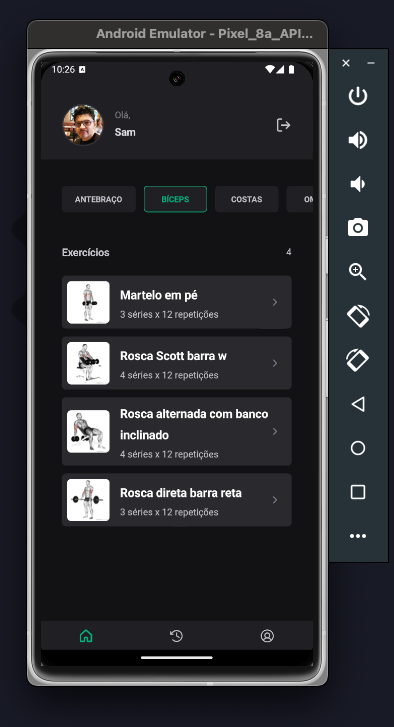 Android Emulator - Pixel_8a_API...
10:26
Olá,
Sam
ANTEBRAÇO BÍCEPS COSTAS OM
Exercícios 4
Martelo em pé
3 séries x 12 repetições
Rosca Scott barra w
4 séries x 12 repetições
Rosca alternada com banco
inclinado
4 séries x 12 repetições
Rosca direta barra reta
3 séries x 12 repetições